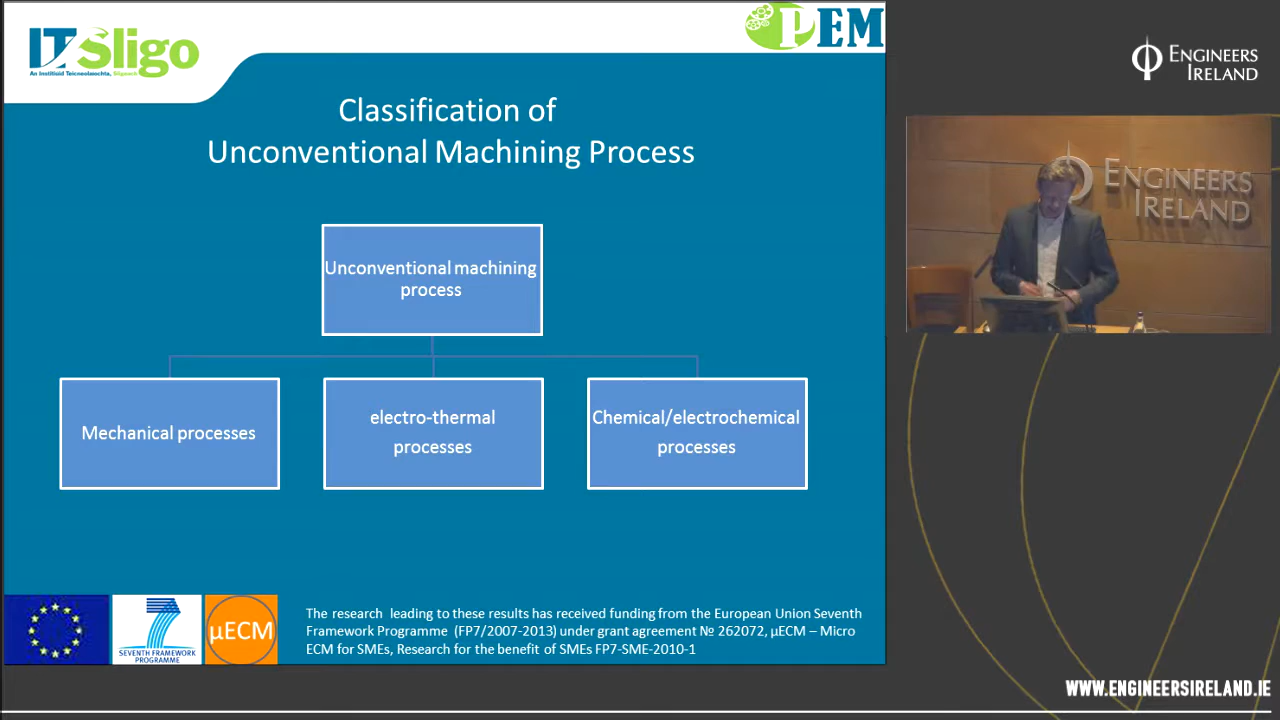 IT Sligo
An Institiúid Teicneolaíochta, Sligeach
PEM
ENGINEERS
IRELAND
Classification of
Unconventional Machining Process
Unconventional machining
process
Mechanical processes
electro-thermal
processes
Chemical/electrochemical
processes
ENGINEERS
IRELAND
SEVENTH FRAMEWORK
PROGRAMME
µECM
The research leading to these results has received funding from the European Union Seventh
Framework Programme (FP7/2007-2013) under grant agreement № 262072, µECM – Micro
ECM for SMEs, Research for the benefit of SMEs FP7-SME-2010-1
WWW.ENGINEERSIRELAND.IE